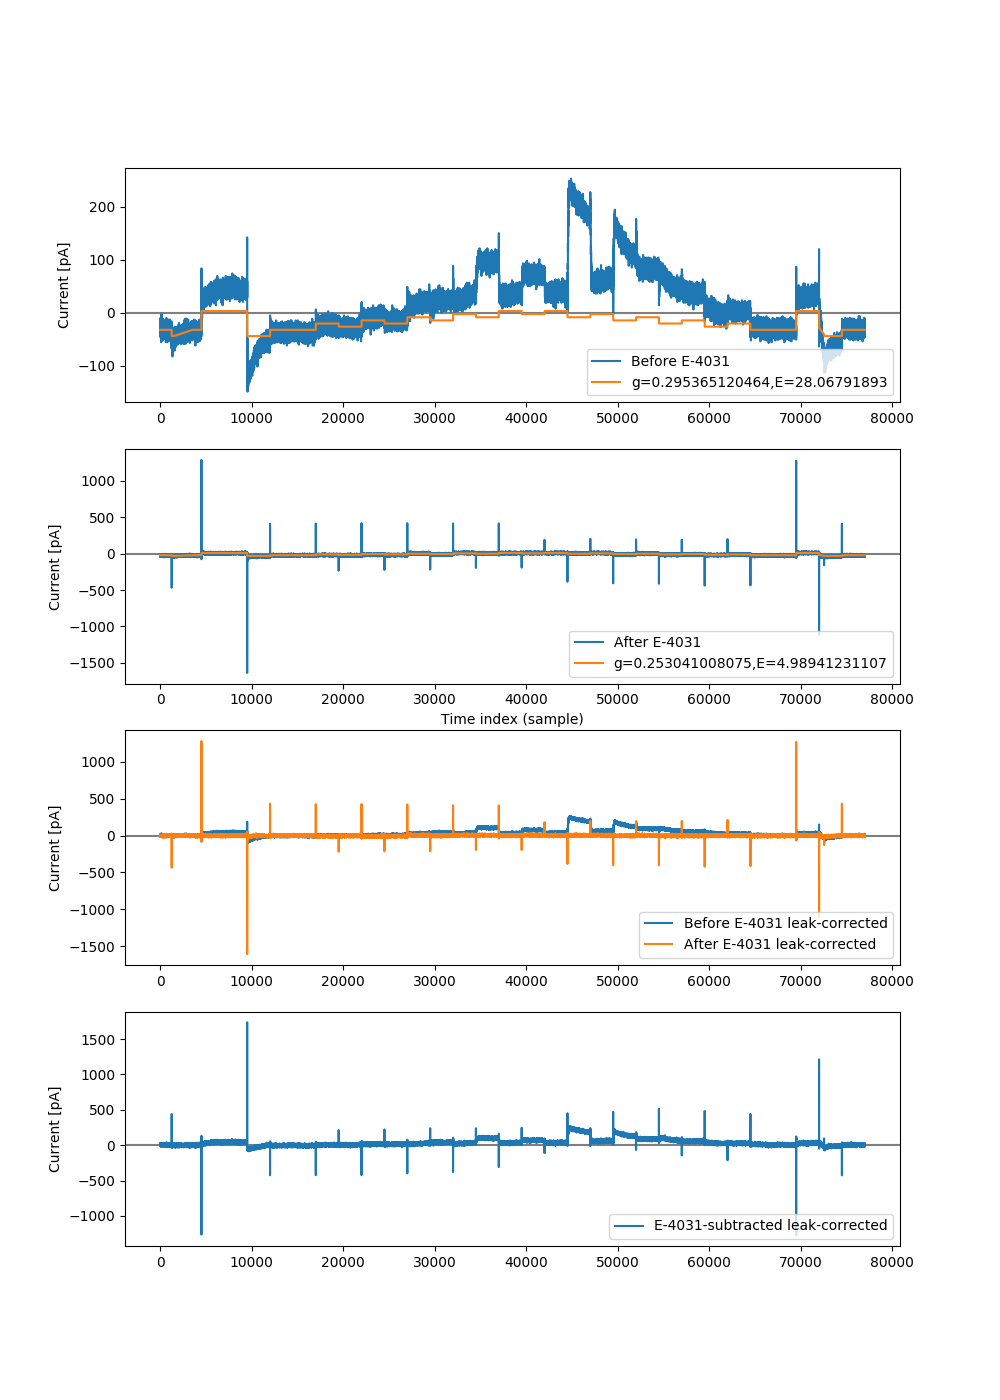 200
100
0
−100
Current [pA]
Before E-4031
g=0.295365120464,E=28.06791893
0 10000 20000 30000 40000 50000 60000 70000 80000
1000
500
0
−500
−1000
−1500
Current [pA]
After E-4031
g=0.253041008075,E=4.98941231107
0 10000 20000 30000 40000 50000 60000 70000 80000
Time index (sample)
1000
500
0
−500
−1000
−1500
Current [pA]
Before E-4031 leak-corrected
After E-4031 leak-corrected
0 10000 20000 30000 40000 50000 60000 70000 80000
1500
1000
500
0
−500
−1000
Current [pA]
E-4031-subtracted leak-corrected
0 10000 20000 30000 40000 50000 60000 70000 80000